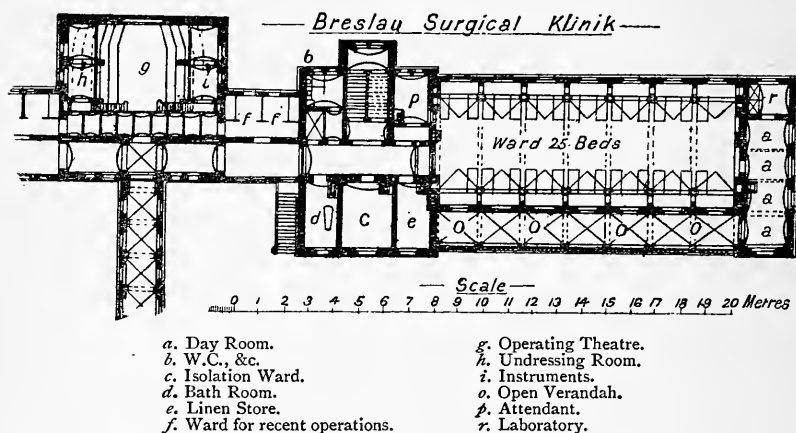 Breslau Surgical Klinik
b
h
g
i
p
r
f f
a
Ward 25 Beds
a
a
d
C
e
o o o o
a
Scale
0 1 2 3 4 5 6 7 8 9 10 11 12 13 14 15 16 17 18 19 20 Metres
a. Day Room.
b. W.C., &c.
c. Isolation Ward.
d. Bath Room.
e. Linen Store.
f. Ward for recent operations.
g. Operating Theatre.
h. Undressing Room.
i. Instruments.
o. Open Verandah.
p. Attendant.
r. Laboratory.